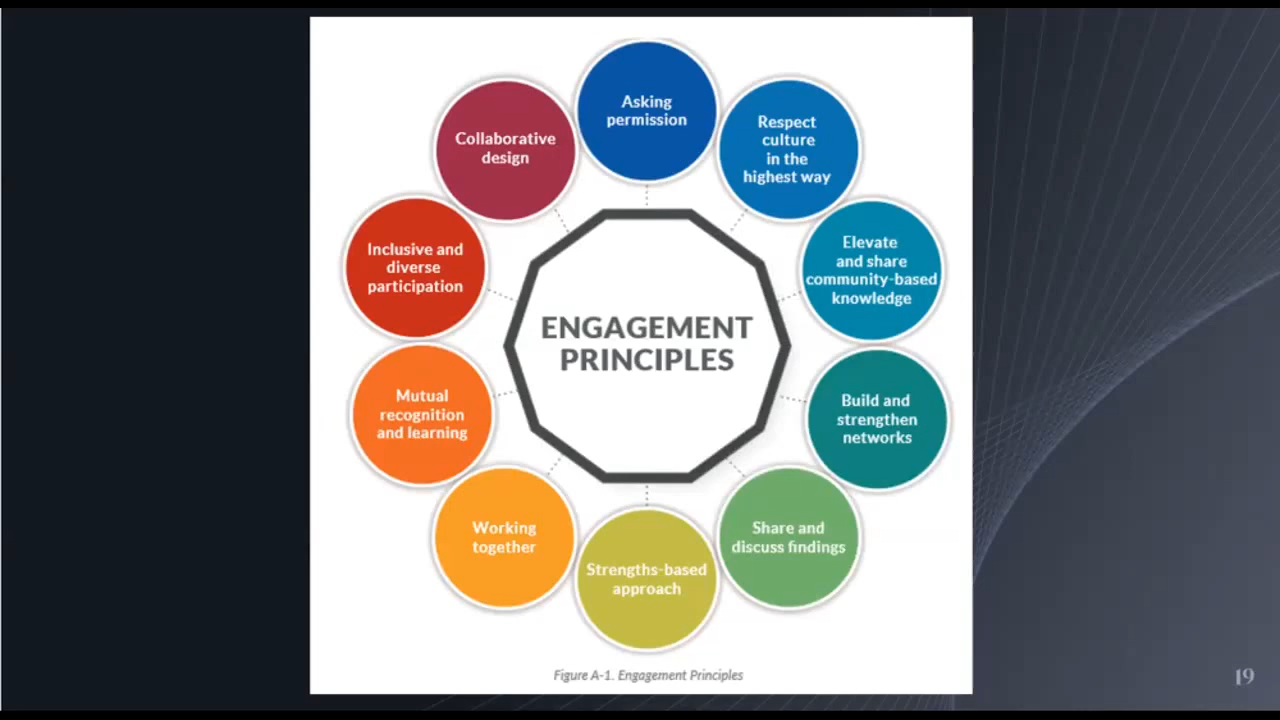 Asking
permission
Respect
culture
in the
highest way
Elevate
and share
community-based
knowledge
Build and
strengthen
networks
Share and
discuss findings
Strengths-based
approach
Working
together
Mutual
recognition
and learning
Inclusive and
diverse
participation
Collaborative
design
ENGAGEMENT
PRINCIPLES
Figure A-1. Engagement Principles
19